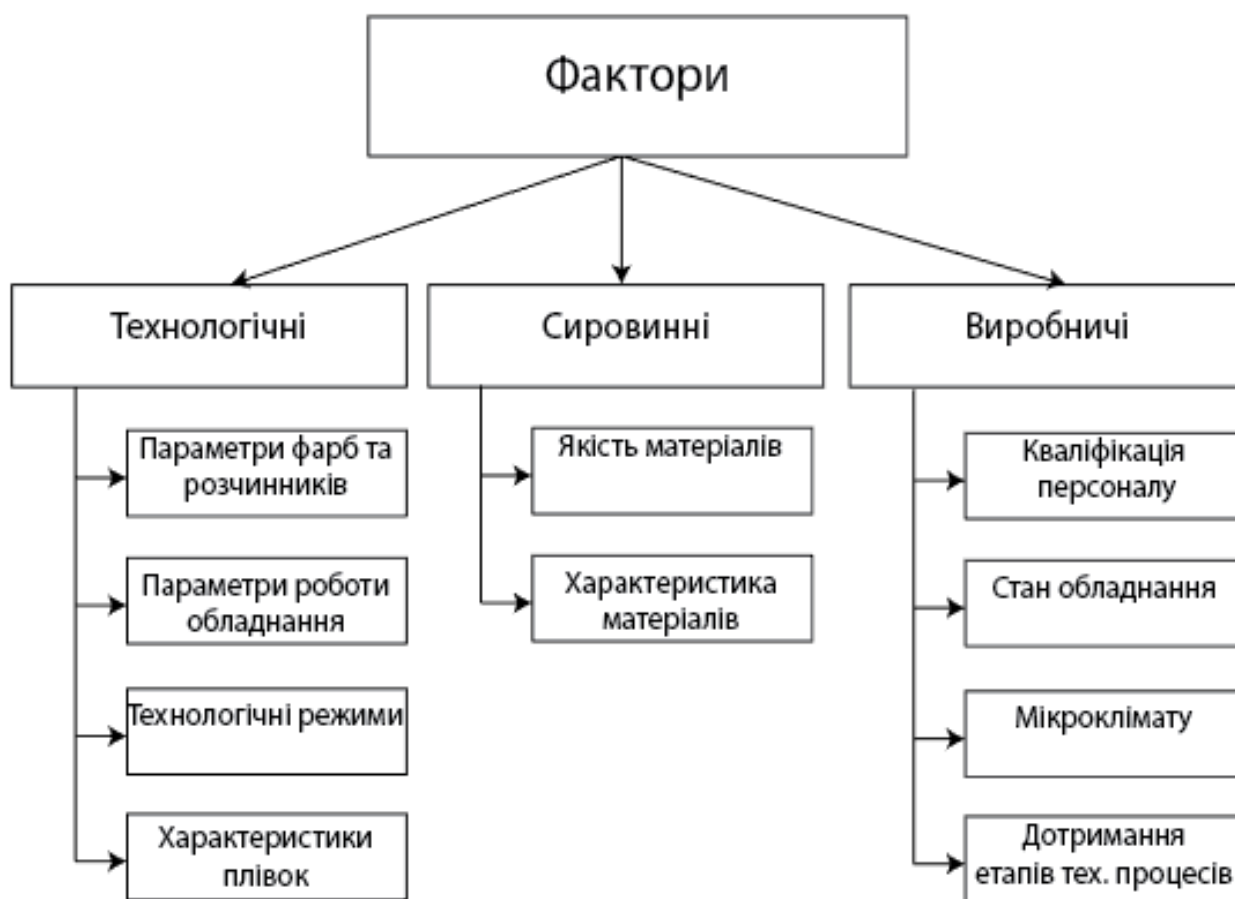 Фактори
Технологічні
Параметри фарб та
розчинників
Параметри роботи
обладнання
Технологічні режими
Характеристики
плівок
Сировинні
Якість матеріалів
Характеристика
матеріалів
Виробничі
Кваліфікація
персоналу
Стан обладнання
Мікроклімату
Дотримання
етапів тех. процесів